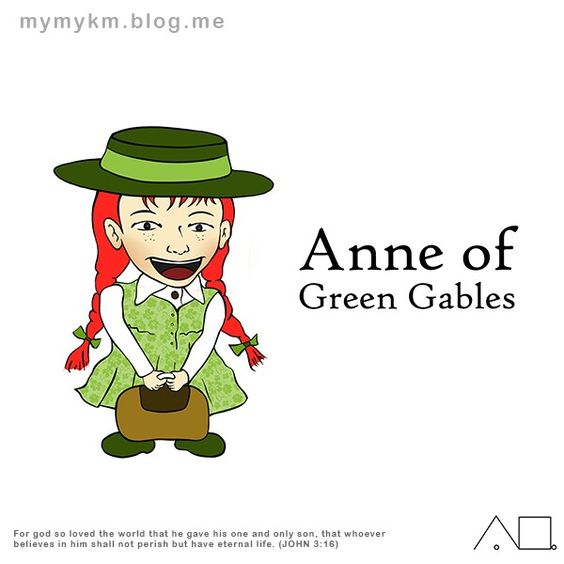 mymykm.blog.me
Anne of
Green Gables
For god so loved the world that he gave his one and only son, that whoever
believes in him shall not perish but have eternal life. (JOHN 3:16)